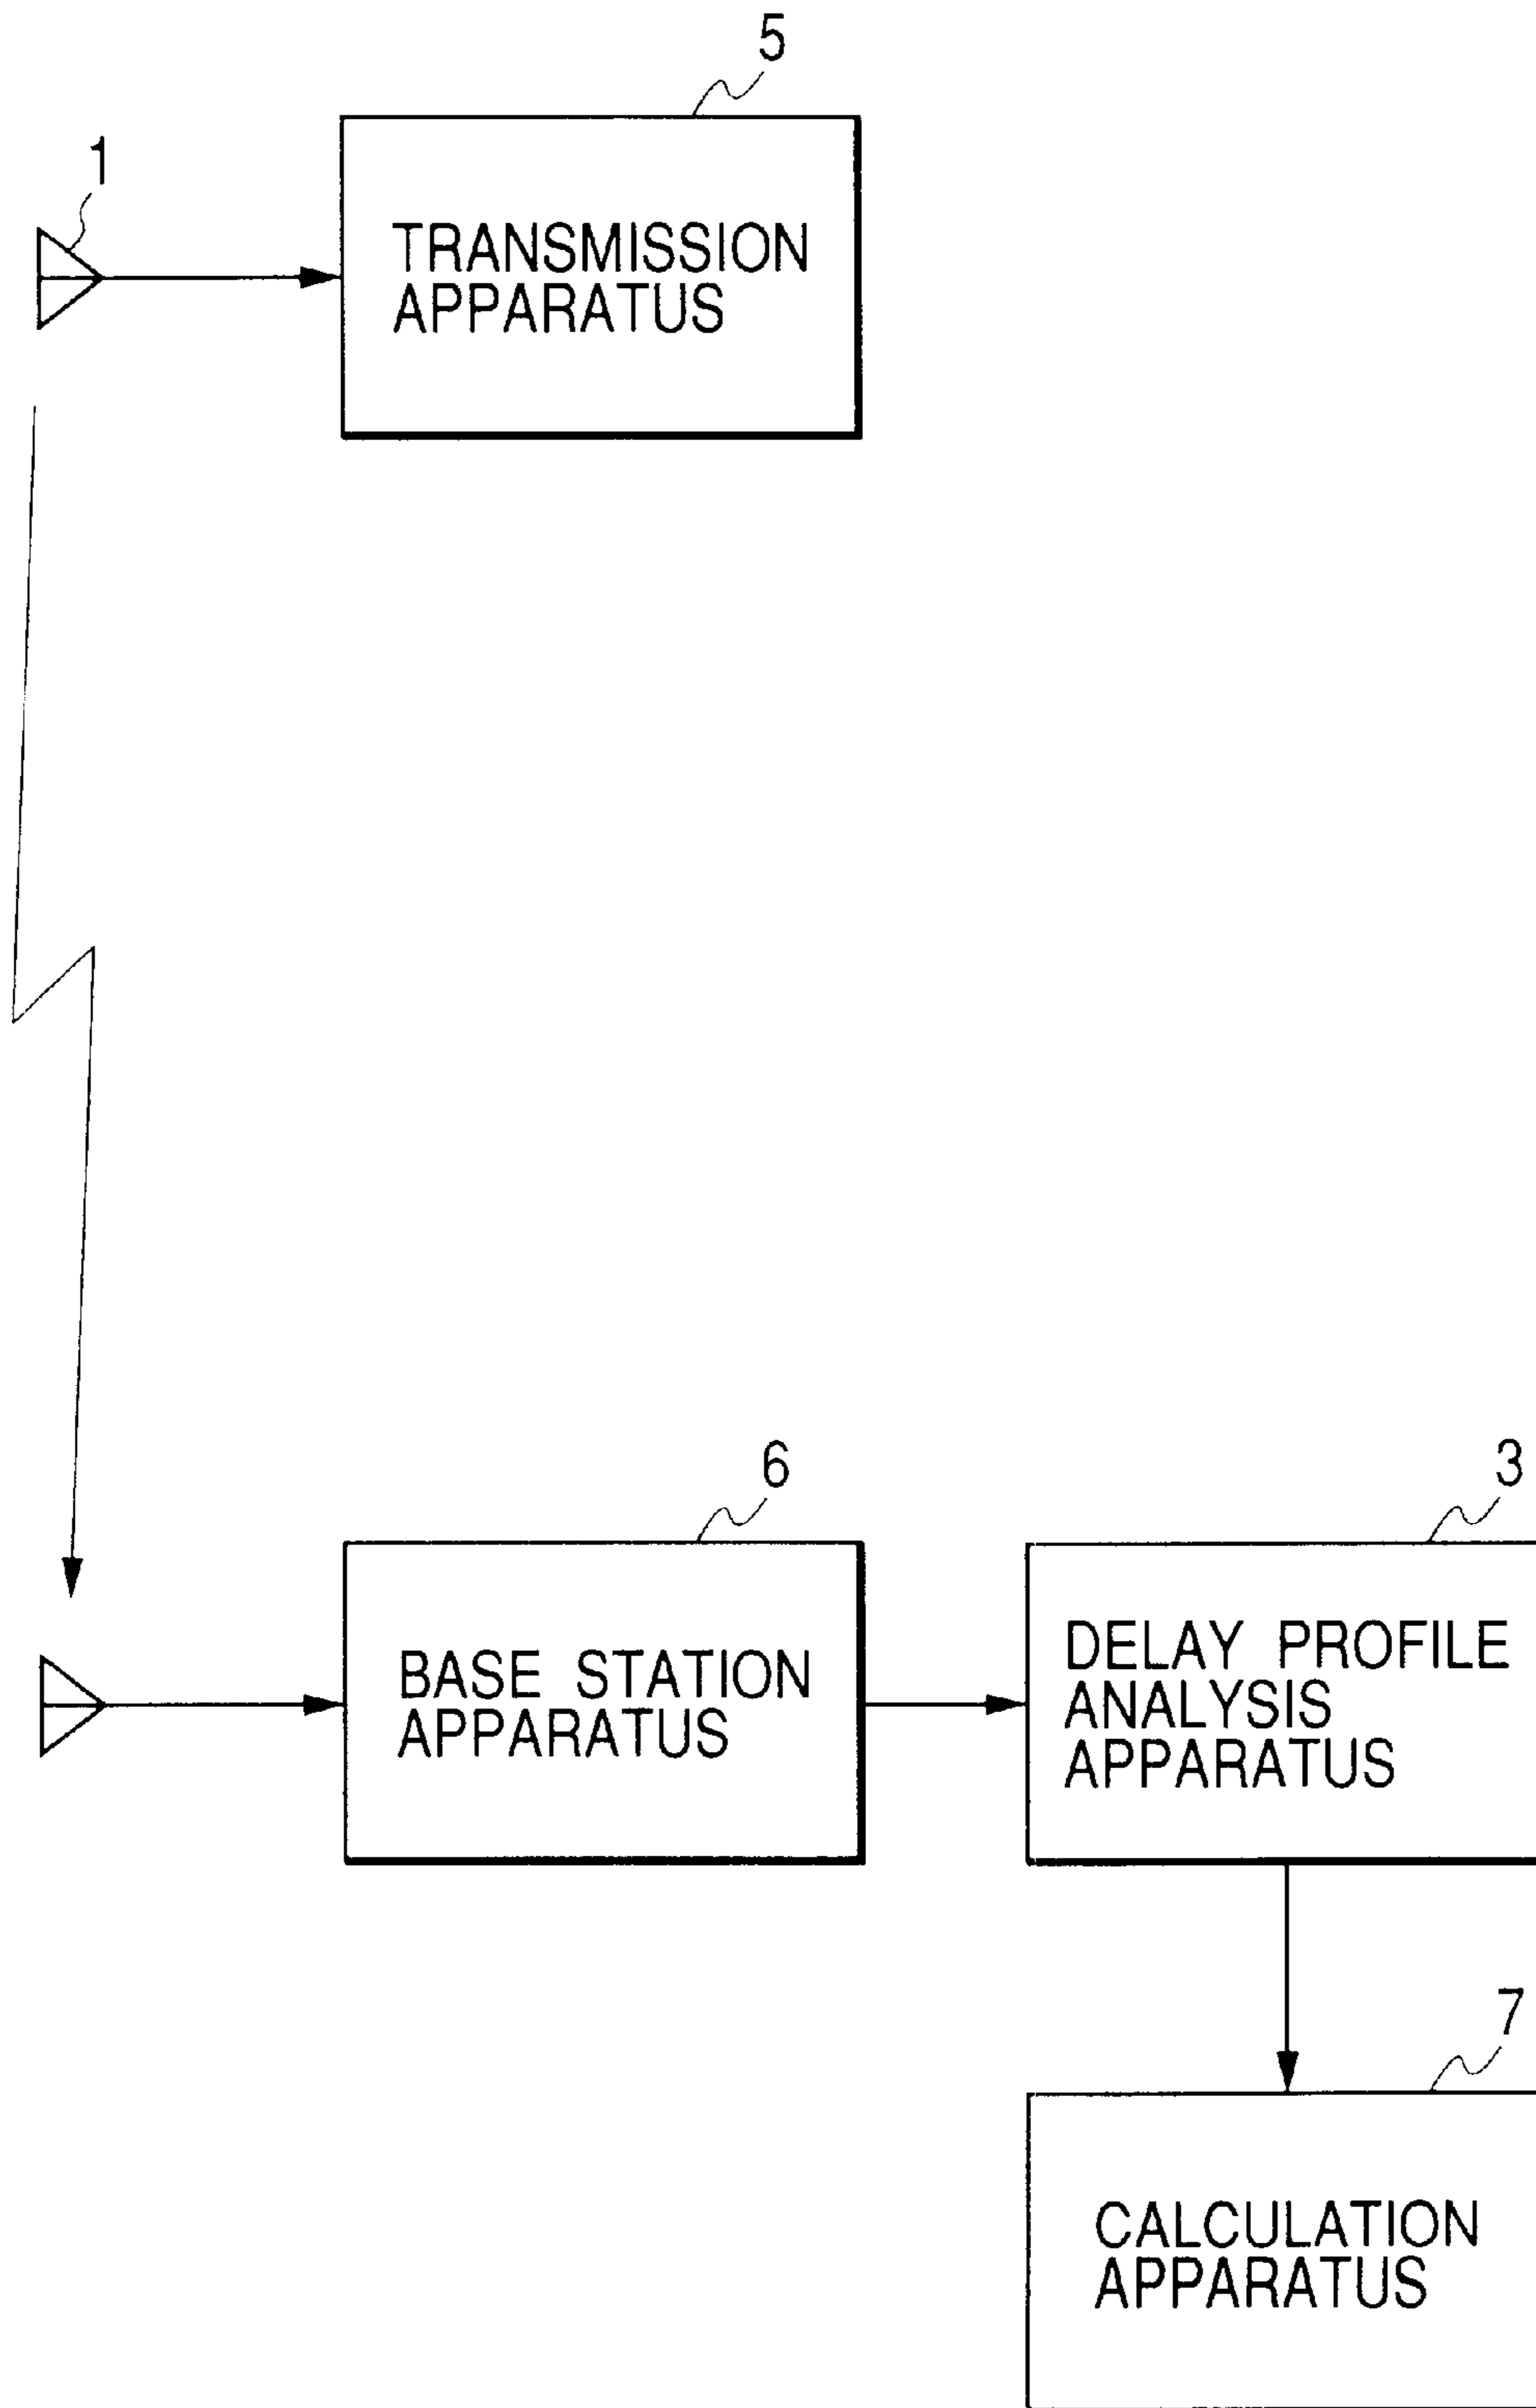 5
1
TRANSMISSION
APPARATUS
6
3
BASE STATION
APPARATUS
DELAY PROFILE
ANALYSIS
APPARATUS
7
CALCULATION
APPARATUS